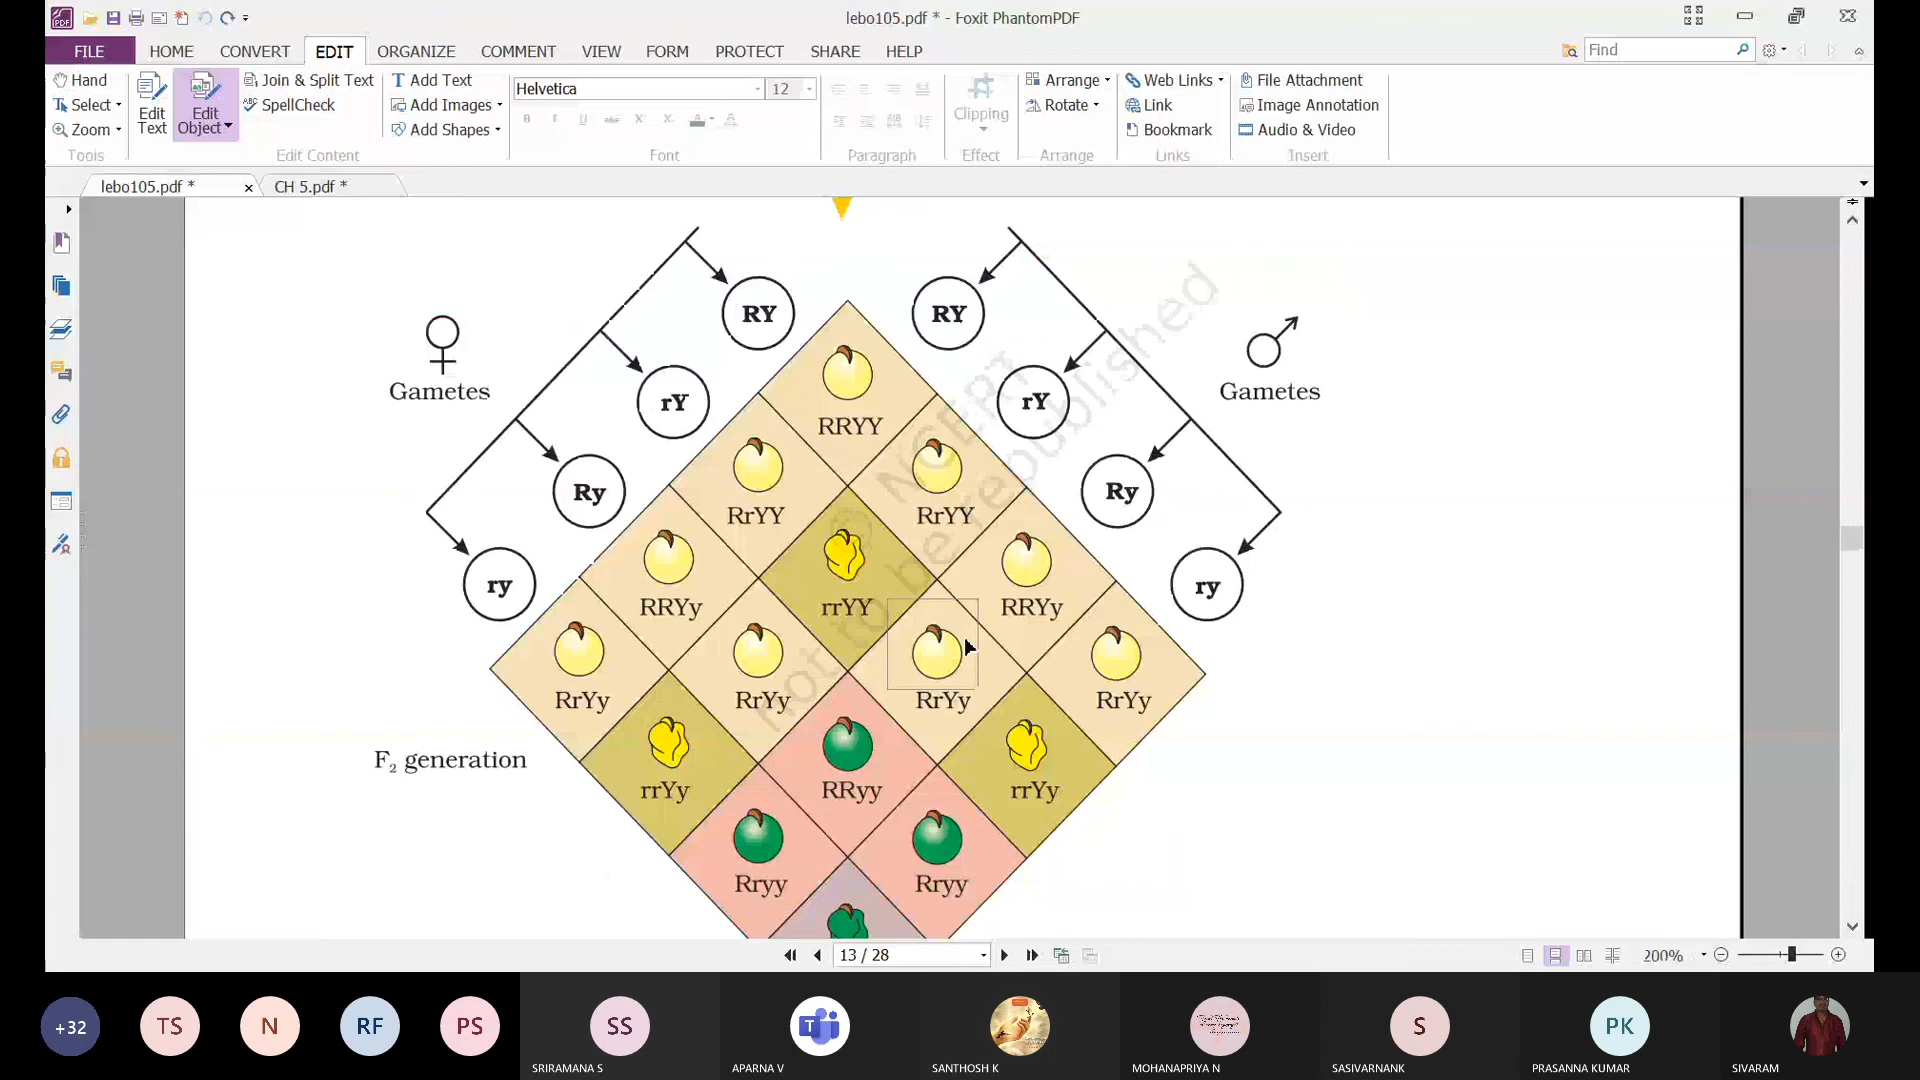 lebo105.pdf * - Foxit PhantomPDF
FILE HOME CONVERT EDIT ORGANIZE COMMENT VIEW FORM PROTECT SHARE HELP Find
Hand
Select
Zoom
Tools
Edit Text
Edit Object
Join & Split Text
SpellCheck
Edit Content
Add Text
Add Images
Add Shapes
Helvetica 12
Font
Paragraph
Clipping
Effect
Arrange
Rotate
Arrange
Web Links
Link
Bookmark
Links
File Attachment
Image Annotation
Audio & Video
Insert
lebo105.pdf * CH 5.pdf *
RY RY
Gametes rY rY Gametes
RRYY
Ry Ry
RrYY RrYY
ry ry
RRYy rrYY RRYy
RrYy RrYy RrYy RrYy
F2 generation
rrYy RRyy rrYy
Rryy Rryy
© NCERT
not to be republished
13 / 28 200%
+32 TS N RF PS SS T S PK
SRIRAMANA S APARNA V SANTHOSH K MOHANAPRIYA N SASIVARNANK PRASANNA KUMAR SIVARAM